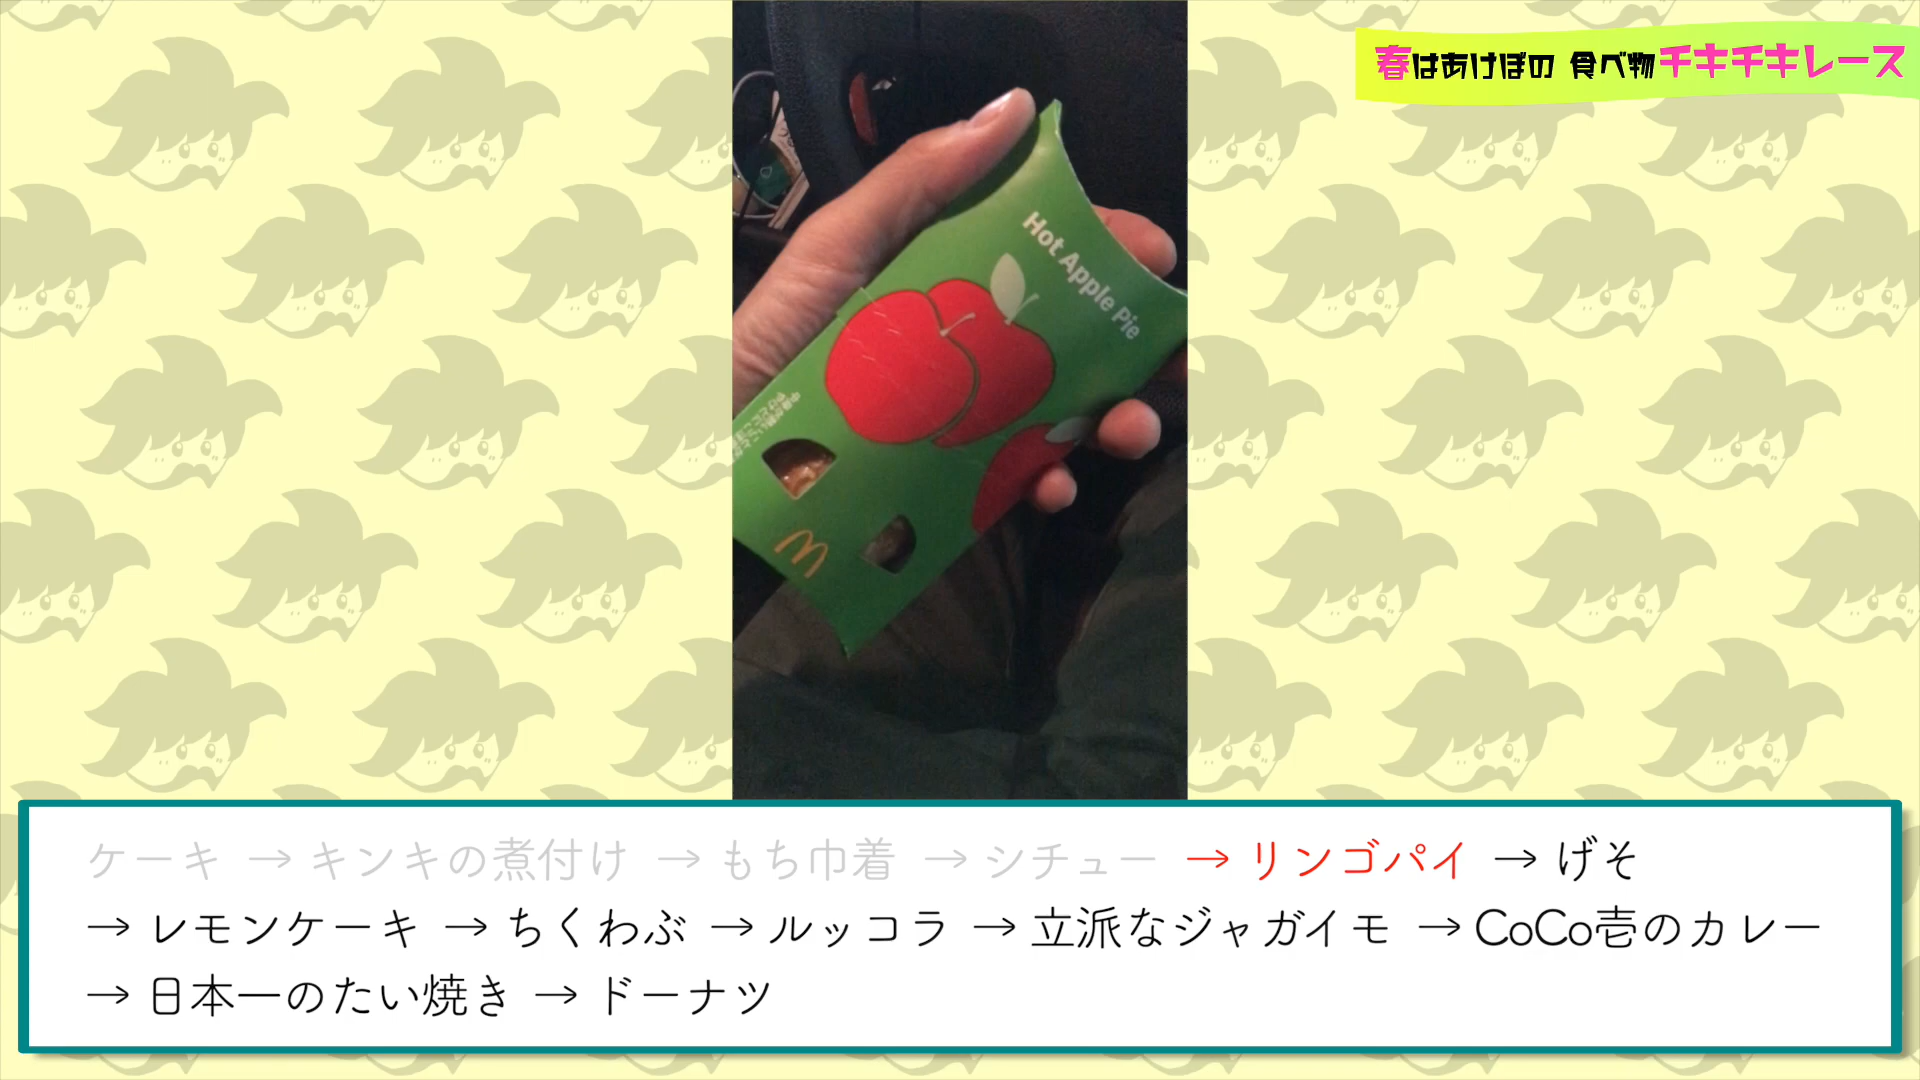 春はあけぼの 食べ物チキチキレース
Hot Apple Pie
ケーキ → キンキの煮付け → もち巾着 → シチュー → リンゴパイ → げそ
→ レモンケーキ → ちくわぶ → ルッコラ → 立派なジャガイモ → CoCo壱のカレー
→ 日本一のたい焼き → ドーナツ